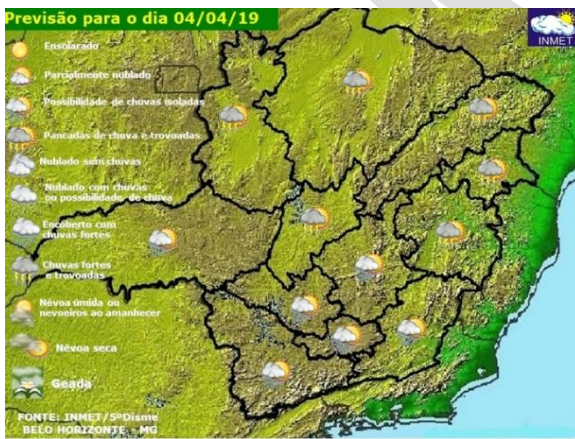 Previsão para o dia 04/04/19
INMET
Ensolarado
Parcialmente nublado
Possibilidade de chuvas isoladas
Pancadas de chuva e trovoadas
Nublado sem chuvas
Nublado com chuvas
ou possibilidade de chuva
Encoberto com
chuvas fortes
Chuvas fortes
e trovoadas
Névoa úmida ou
nevoeiros ao amanhecer
Névoa seca
Geada
FONTE: INMET/5ºDisme
BELO HORIZONTE - MG